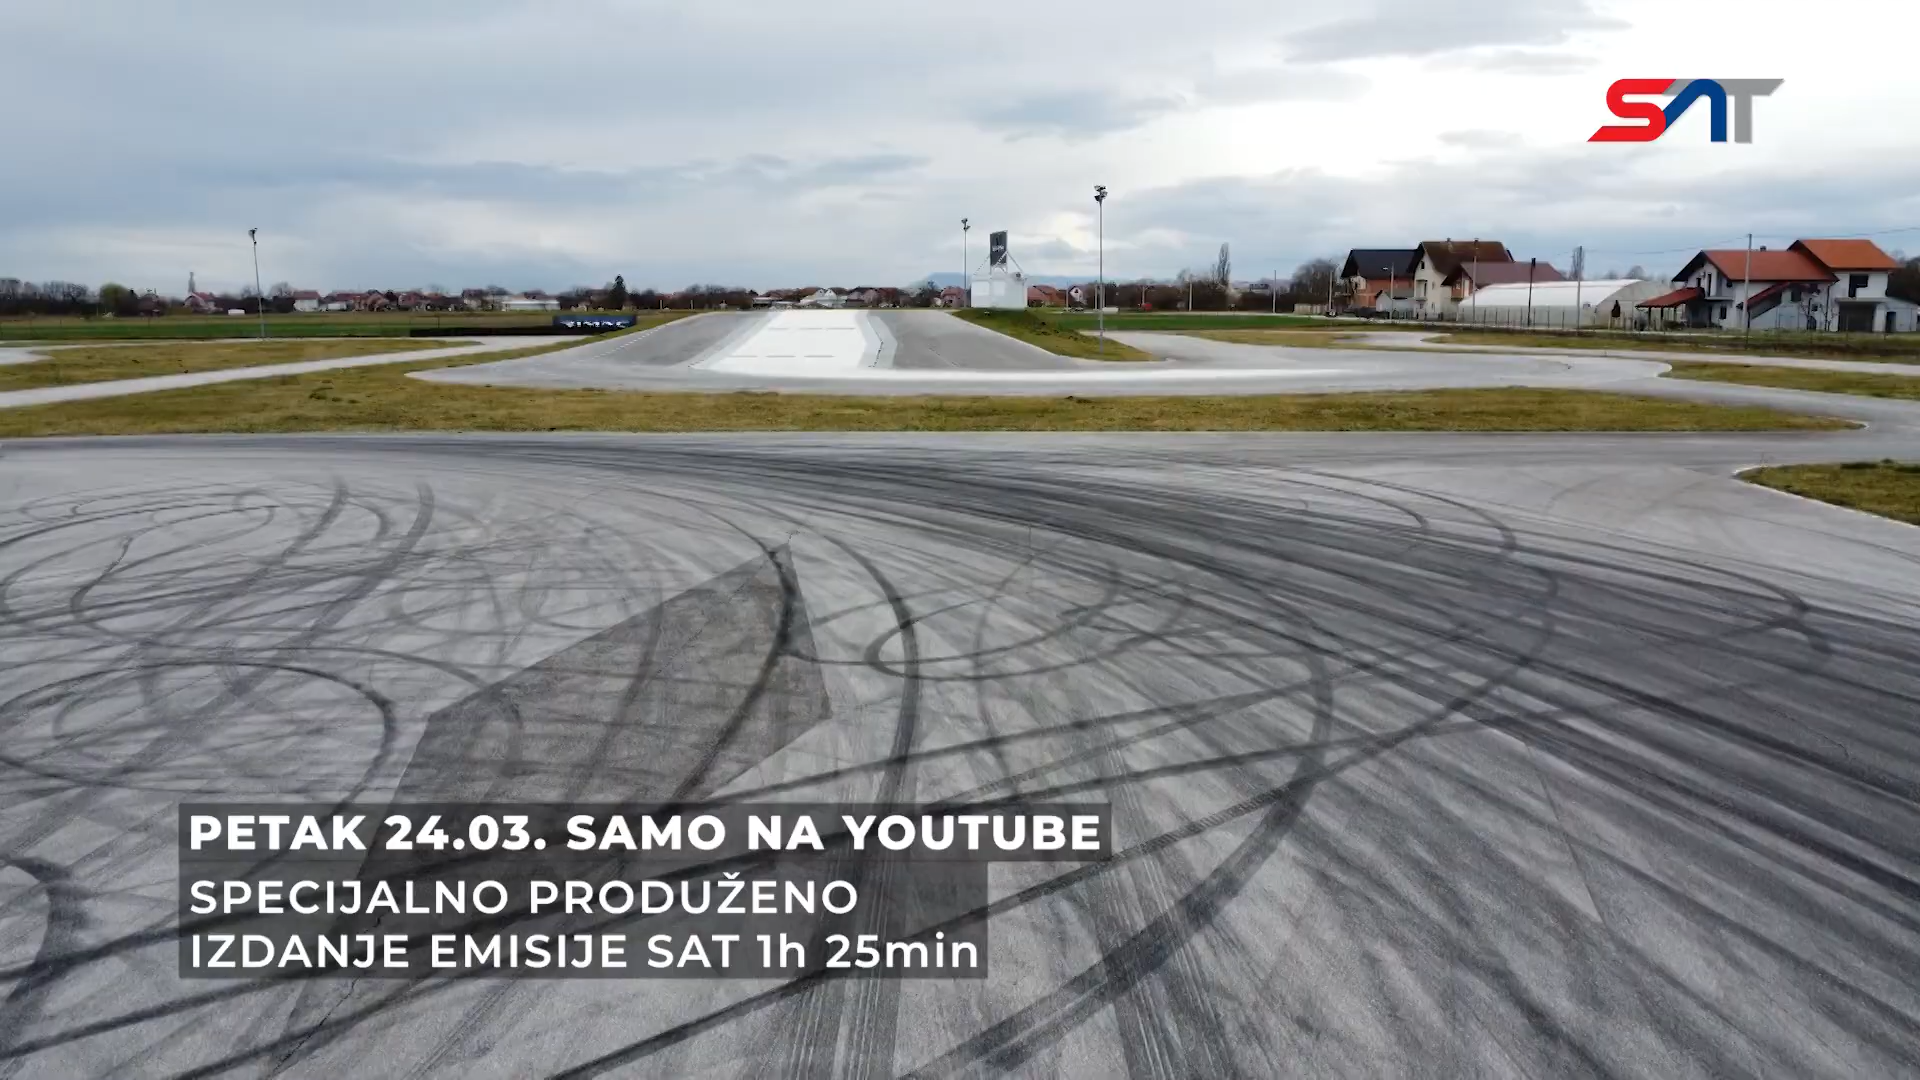 SAT
PETAK 24.03. SAMO NA YOUTUBE
SPECIJALNO PRODUŽENO
IZDANJE EMISIJE SAT 1h 25min